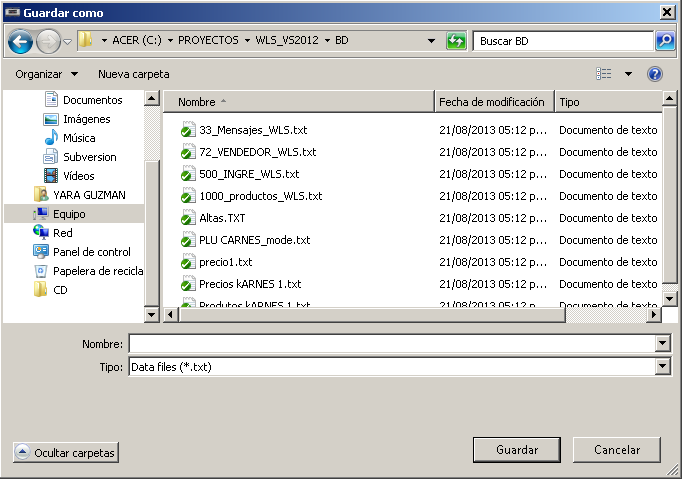 Guardar como
ACER (C:) PROYECTOS WLS_VS2012 BD
Buscar BD
Organizar Nueva carpeta
Documentos
Imágenes
Música
Subversion
Vídeos
YARA GUZMAN
Equipo
Red
Panel de control
Papelera de recicla
CD
Nombre Fecha de modificación Tipo
33_Mensajes_WLS.txt 21/08/2013 05:12 p... Documento de texto
72_VENDEDOR_WLS.txt 21/08/2013 05:12 p... Documento de texto
500_INGRE_WLS.txt 21/08/2013 05:12 p... Documento de texto
1000_productos_WLS.txt 21/08/2013 05:12 p... Documento de texto
Altas.TXT 21/08/2013 05:12 p... Documento de texto
PLU CARNES_mode.txt 21/08/2013 05:12 p... Documento de texto
precio1.txt 21/08/2013 05:12 p... Documento de texto
Precios kARNES 1.txt 21/08/2013 05:12 p... Documento de texto
Produtos kARNES 1.txt 21/08/2013 05:12 p... Documento de texto
Nombre:
Tipo: Data files (*.txt)
Ocultar carpetas
Guardar Cancelar